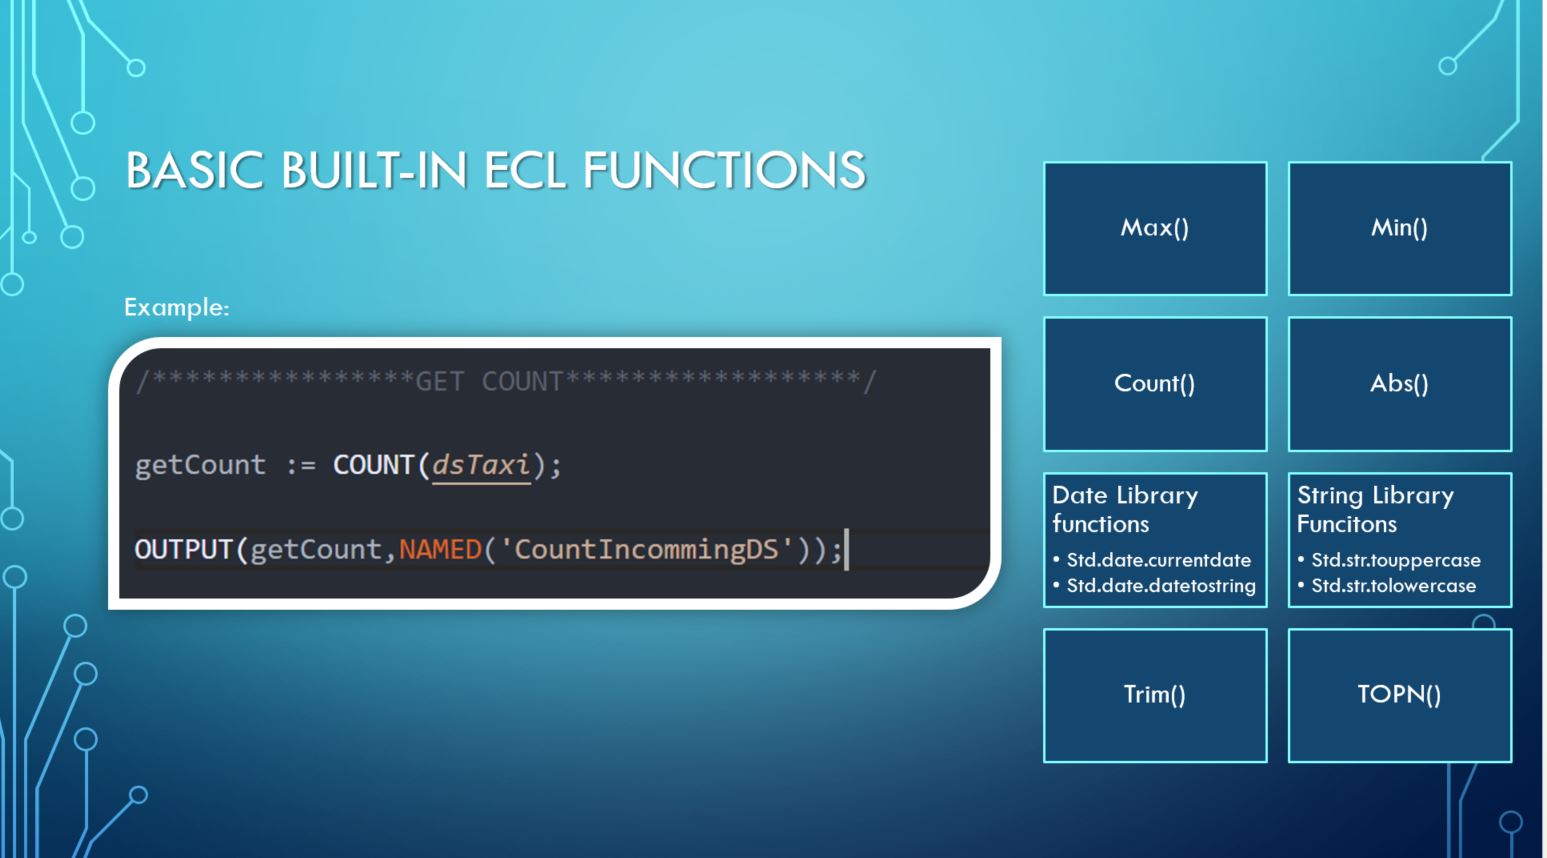 BASIC BUILT-IN ECL FUNCTIONS
Example:
/****************GET COUNT******************/
getCount := COUNT(dsTaxi);
OUTPUT(getCount,NAMED('CountIncommingDS'));
Max()
Min()
Count()
Abs()
Date Library
functions
• Std.date.currentdate
• Std.date.datetostring
String Library
Funcitons
• Std.str.touppercase
• Std.str.tolowercase
Trim()
TOPN()